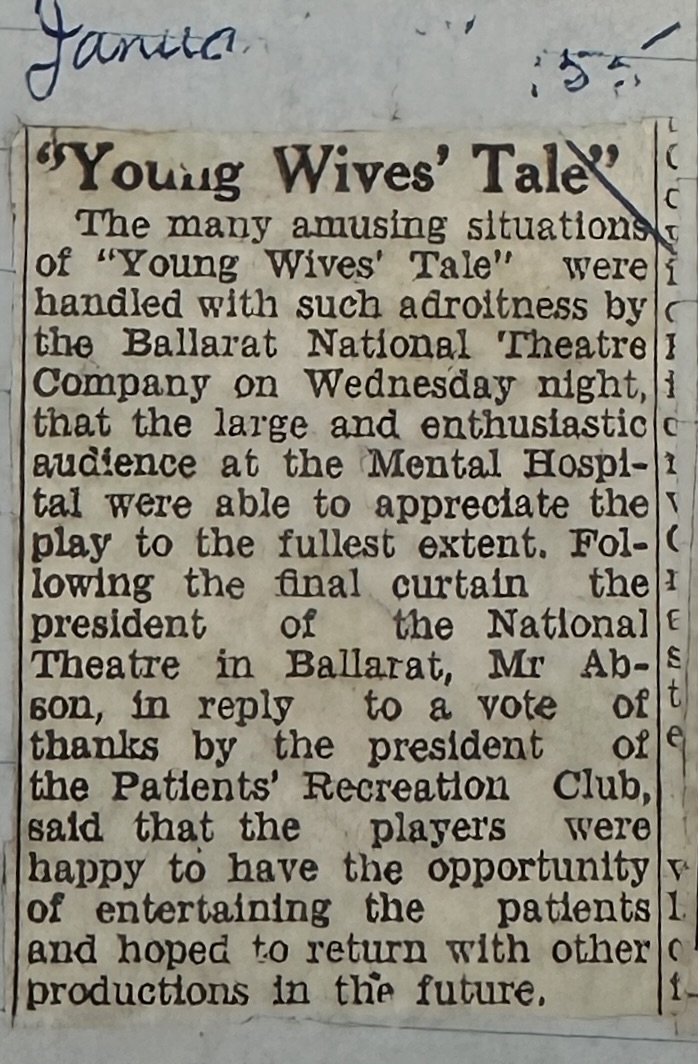 '55
"Young Wives' Tale"
The many amusing situations
of "Young Wives' Tale" were
handled with such adroitness by
the Ballarat National Theatre
Company on Wednesday night,
that the large and enthusiastic
audience at the Mental Hospi-
tal were able to appreciate the
play to the fullest extent. Fol-
lowing the final curtain the
president of the National
Theatre in Ballarat, Mr Ab-
son, in reply to a vote of
thanks by the president of
the Patients' Recreation Club,
said that the players were
happy to have the opportunity
of entertaining the patients
and hoped to return with other
productions in the future.